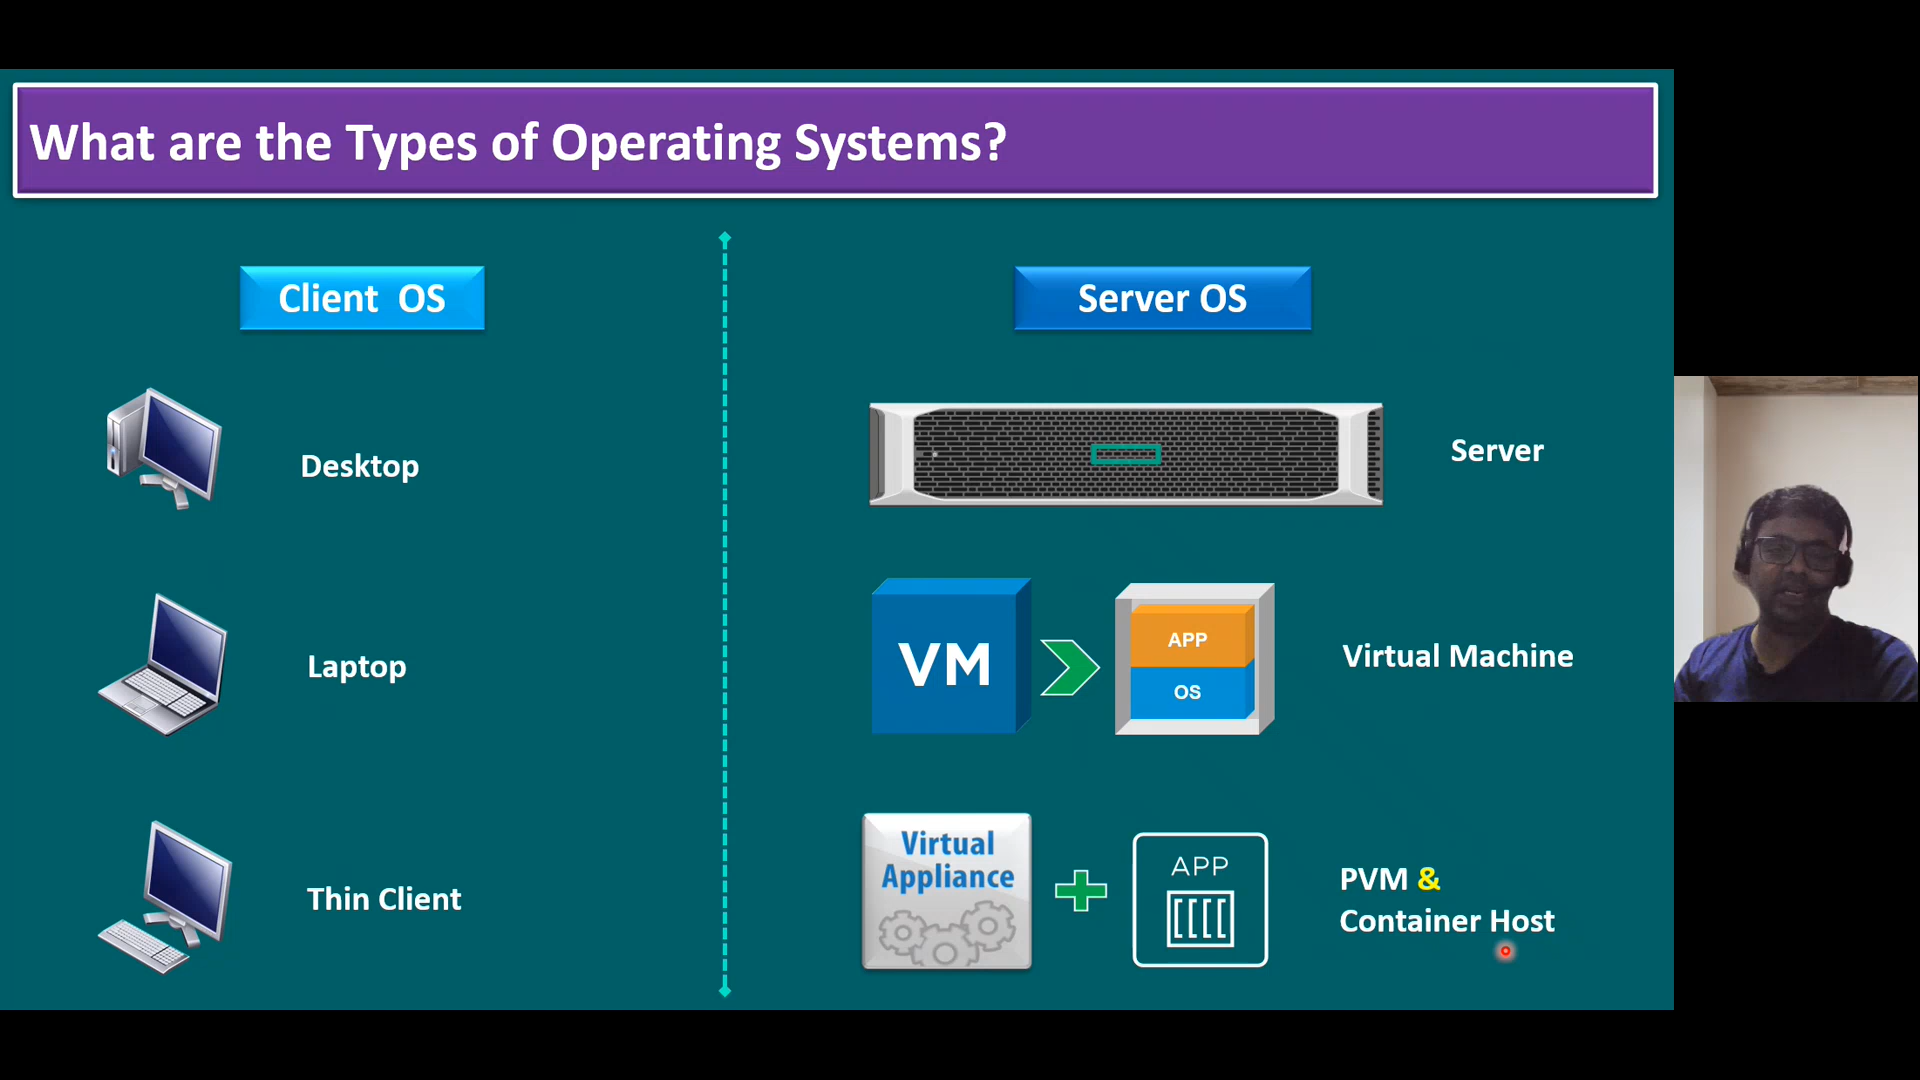 What are the Types of Operating Systems?
Client OS
Desktop
Laptop
Thin Client
Server OS
Server
VM
APP
OS
Virtual Machine
Virtual
Appliance
APP
PVM &
Container Host